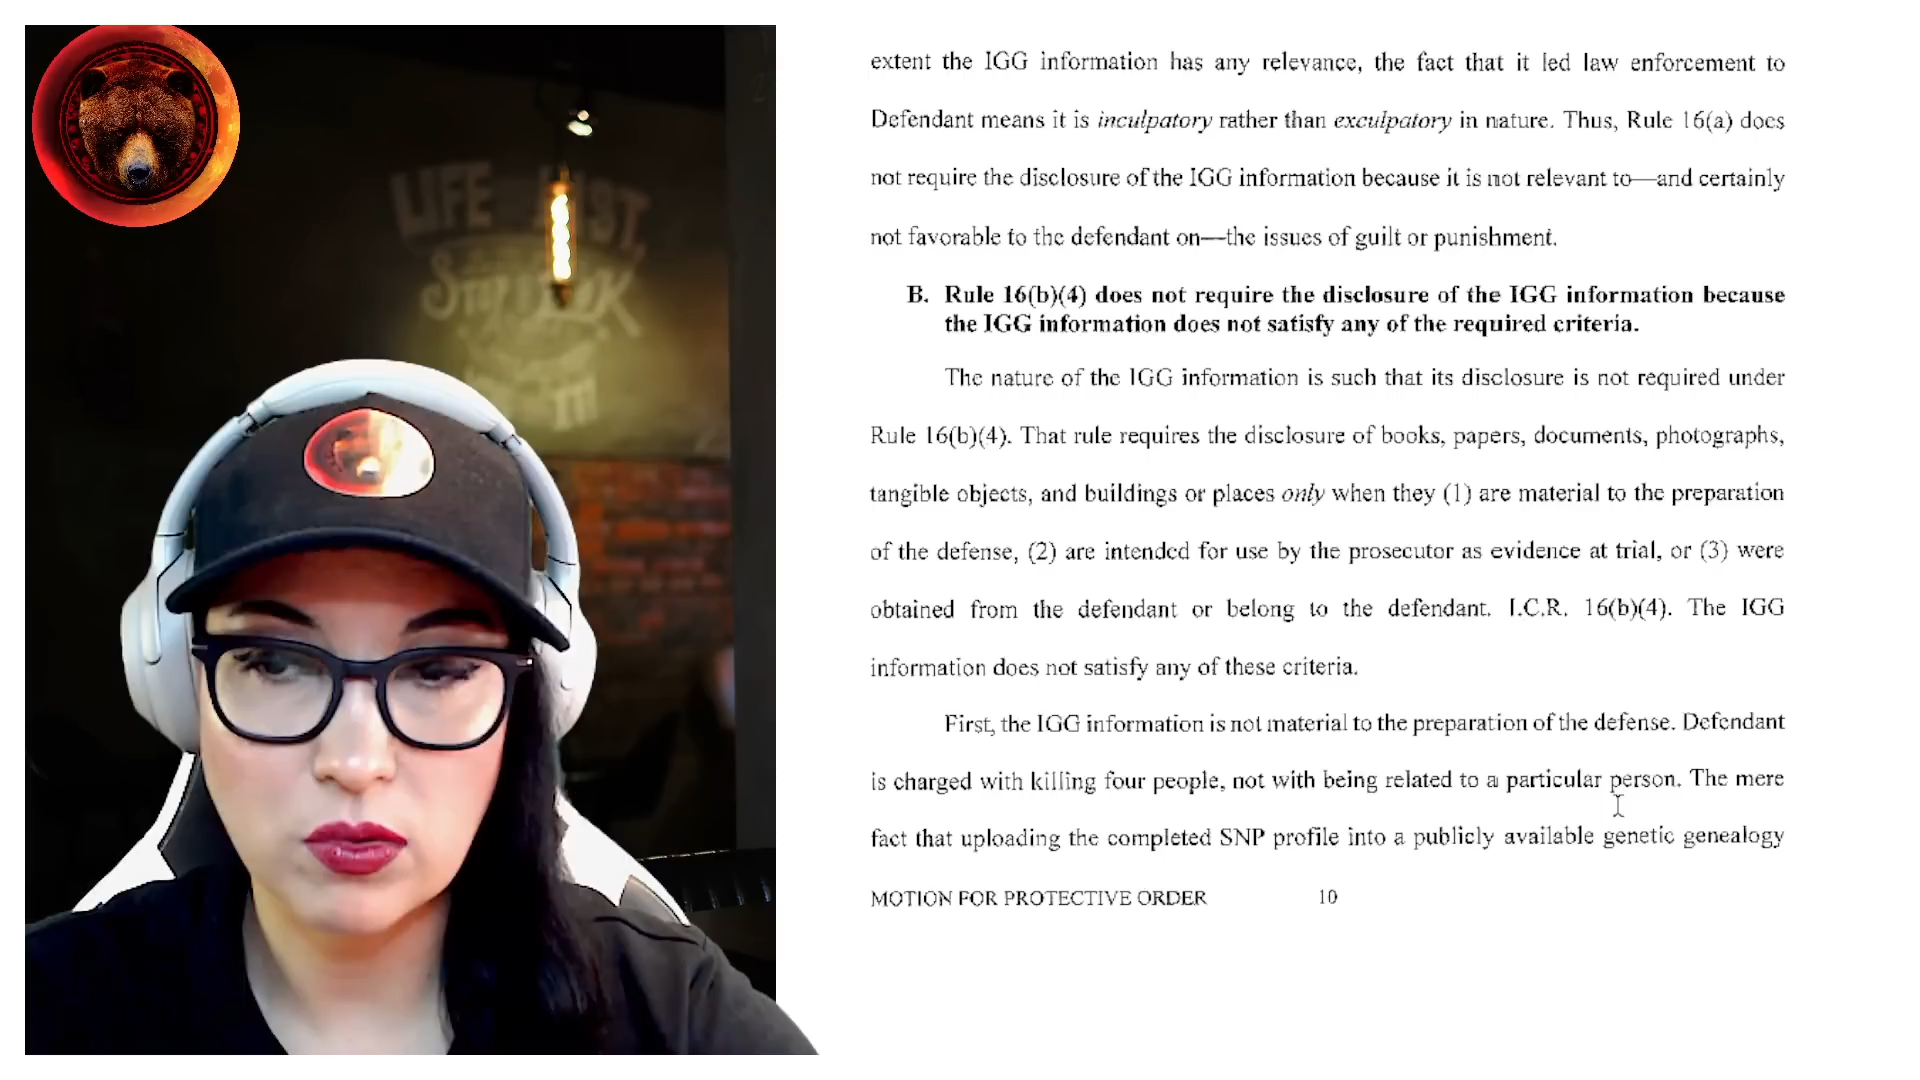 LIFE
extent the IGG information has any relevance, the fact that it led law enforcement to
Defendant means it is inculpatory rather than exculpatory in nature. Thus, Rule 16(a) does
not require the disclosure of the IGG information because it is not relevant to—and certainly
not favorable to the defendant on—the issues of guilt or punishment.
B. Rule 16(b)(4) does not require the disclosure of the IGG information because
the IGG information does not satisfy any of the required criteria.
The nature of the IGG information is such that its disclosure is not required under
Rule 16(b)(4). That rule requires the disclosure of books, papers, documents, photographs,
tangible objects, and buildings or places only when they (1) are material to the preparation
of the defense, (2) are intended for use by the prosecutor as evidence at trial, or (3) were
obtained from the defendant or belong to the defendant. I.C.R. 16(b)(4). The IGG
information does not satisfy any of these criteria.
First, the IGG information is not material to the preparation of the defense. Defendant
is charged with killing four people, not with being related to a particular person. The mere
fact that uploading the completed SNP profile into a publicly available genetic genealogy
MOTION FOR PROTECTIVE ORDER 10